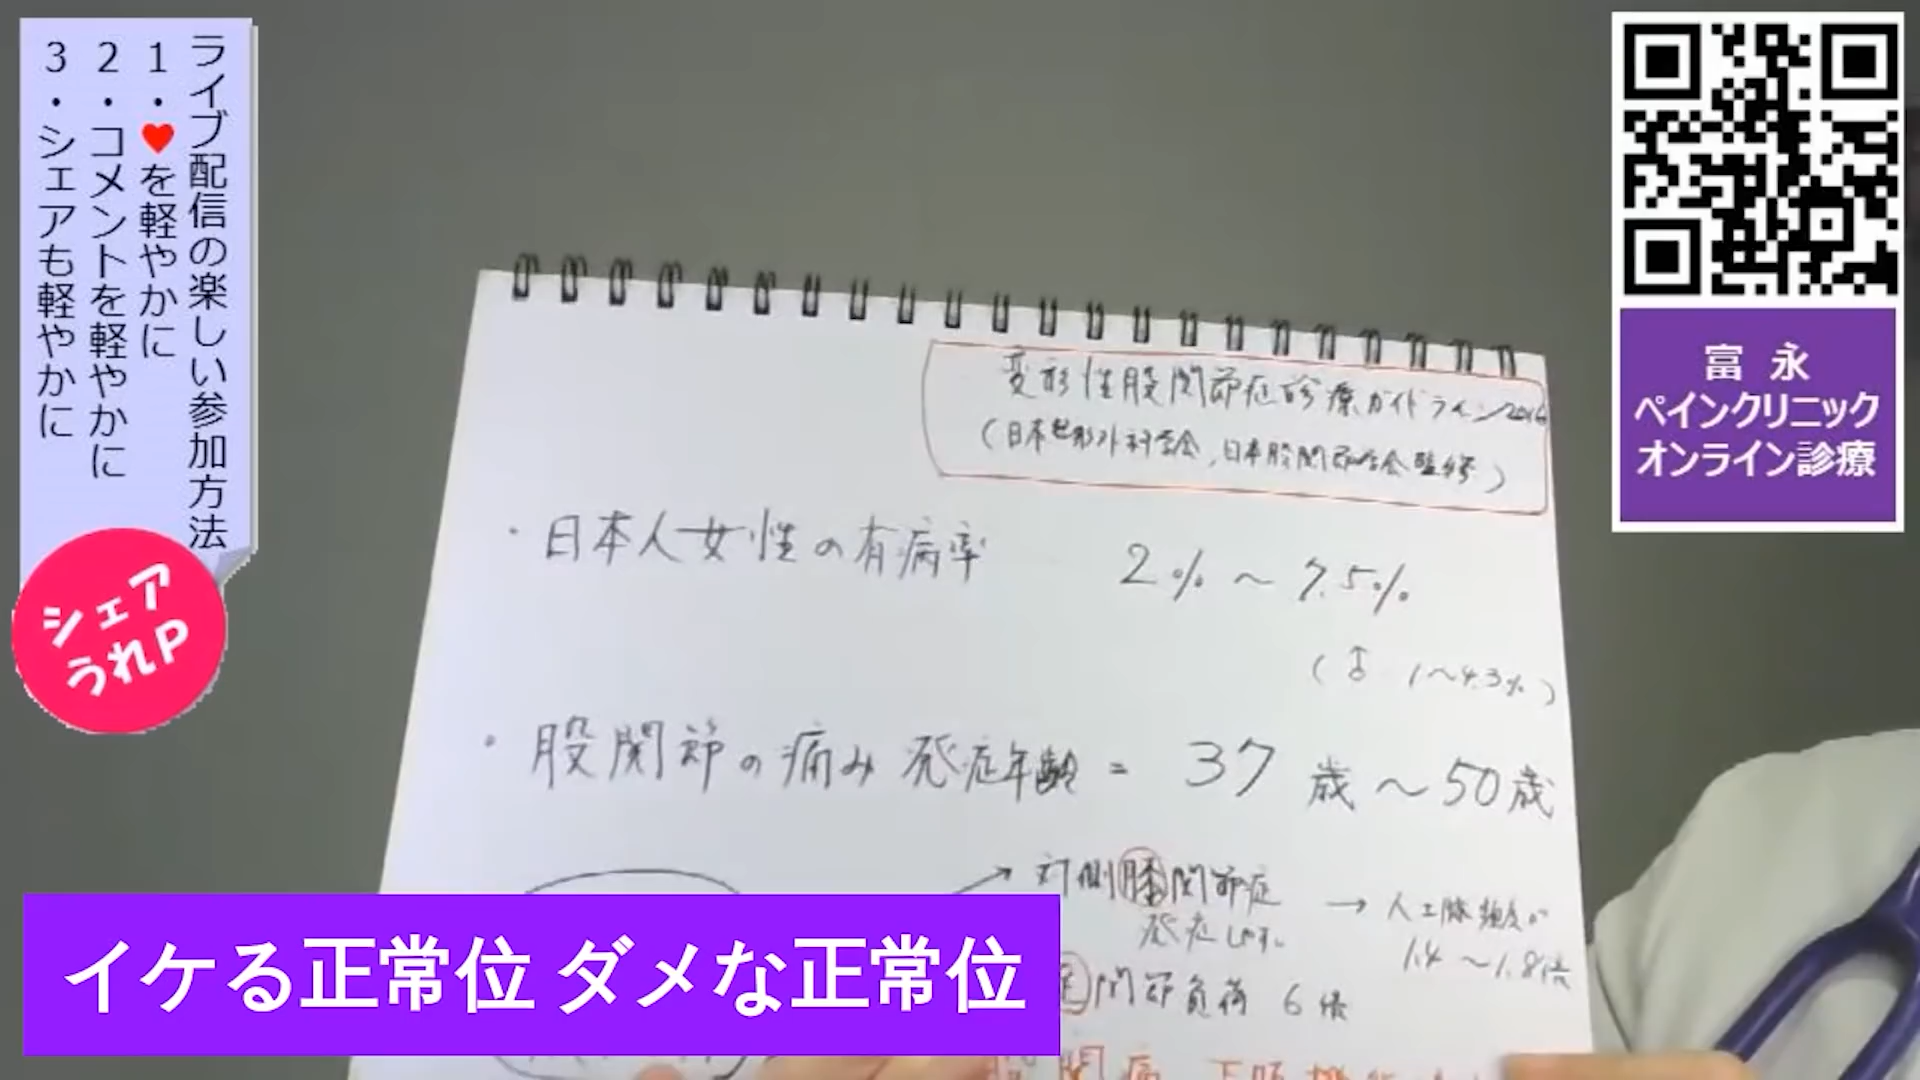 ライブ配信の楽しい参加方法
1・♥を軽やかに
2・コメントを軽やかに
3・シェアも軽やかに
シェア
うれP
富永
ペインクリニック
オンライン診療
変形性股関節症診療ガイドライン2016
(日本整形外科学会,日本股関節学会監修)
・日本人女性の有病率 2%~7.5%
(♂ 1~4.3%)
・股関節の痛み 発症年齢 = 37歳~50歳
→対側膝関節症 → 人工膝頻度が
発症しやすい 1.4~1.8倍
関節負荷 6倍
イケる正常位 ダメな正常位